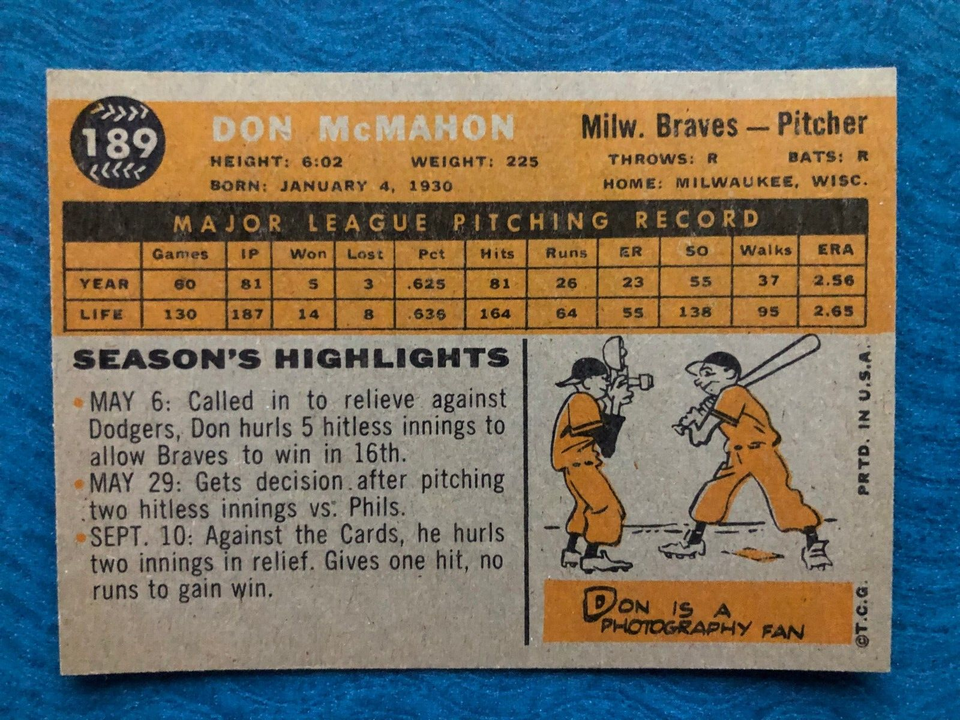 189
DON McMAHON
Milw. Braves — Pitcher
HEIGHT: 6:02 WEIGHT: 225 THROWS: R BATS: R
BORN: JANUARY 4, 1930 HOME: MILWAUKEE, WISC.
MAJOR LEAGUE PITCHING RECORD
Games IP Won Lost Pct Hits Runs ER SO Walks ERA
YEAR 60 81 5 3 .625 81 26 23 55 37 2.56
LIFE 130 187 14 8 .636 164 64 55 138 95 2.65
SEASON'S HIGHLIGHTS
• MAY 6: Called in to relieve against
Dodgers, Don hurls 5 hitless innings to
allow Braves to win in 16th.
• MAY 29: Gets decision after pitching
two hitless innings vs. Phils.
• SEPT. 10: Against the Cards, he hurls
two innings in relief. Gives one hit, no
runs to gain win.
DON IS A
PHOTOGRAPHY FAN
©T.C.G. PRTD. IN U.S.A.